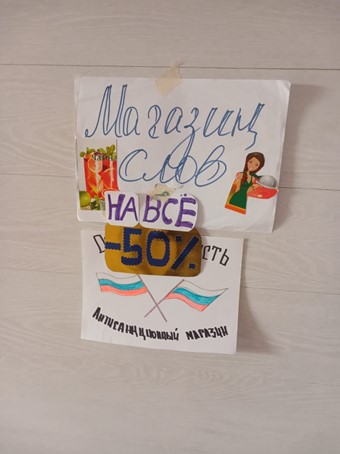 Магазин
слов
НА ВСЁ
-50%
Антисанкционный магазин